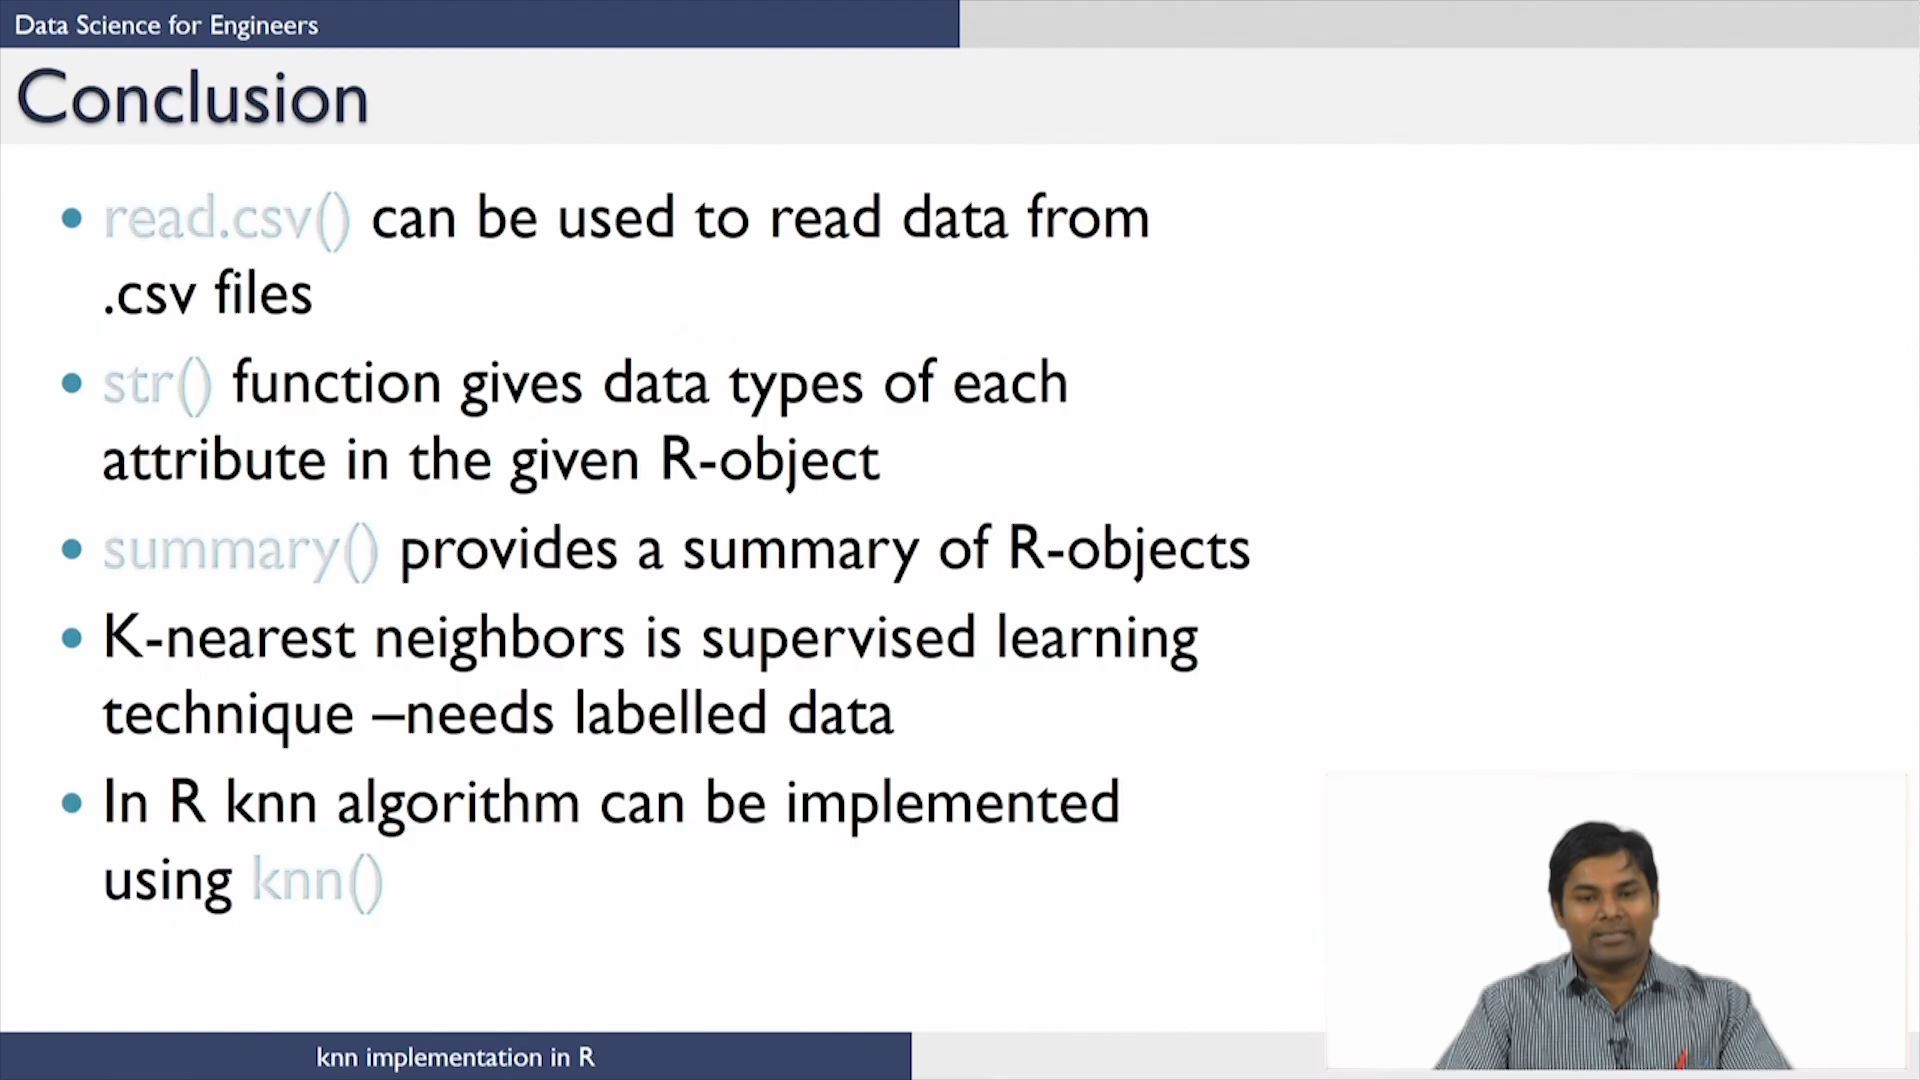 Data Science for Engineers
Conclusion
• read.csv() can be used to read data from
.csv files
• str() function gives data types of each
attribute in the given R-object
• summary() provides a summary of R-objects
• K-nearest neighbors is supervised learning
technique –needs labelled data
• In R knn algorithm can be implemented
using knn()
knn implementation in R